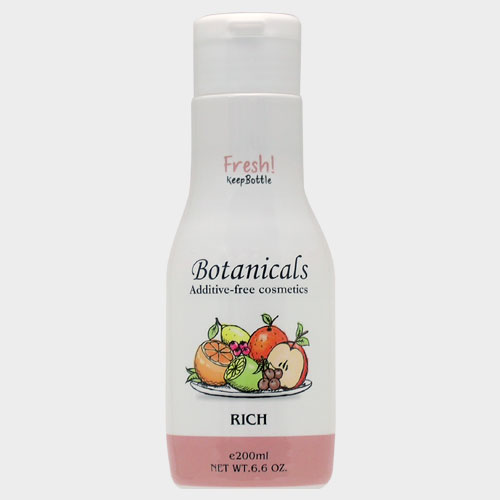 Fresh!
KeepBottle
Botanicals
Additive-free cosmetics
RICH
e200ml
NET WT.6.6 OZ.